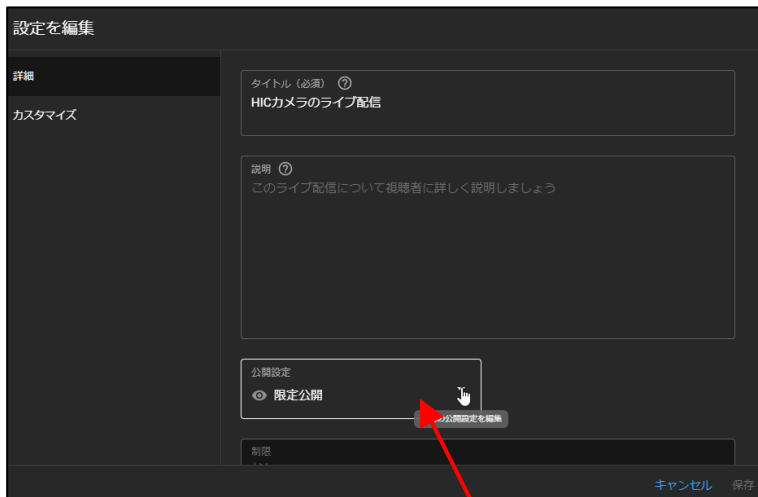 設定を編集
詳細
カスタマイズ
タイトル（必須） ?
HICカメラのライブ配信
説明 ?
このライブ配信について視聴者に詳しく説明しましょう
公開設定
限定公開
の公開設定を編集
制限
キャンセル 保存